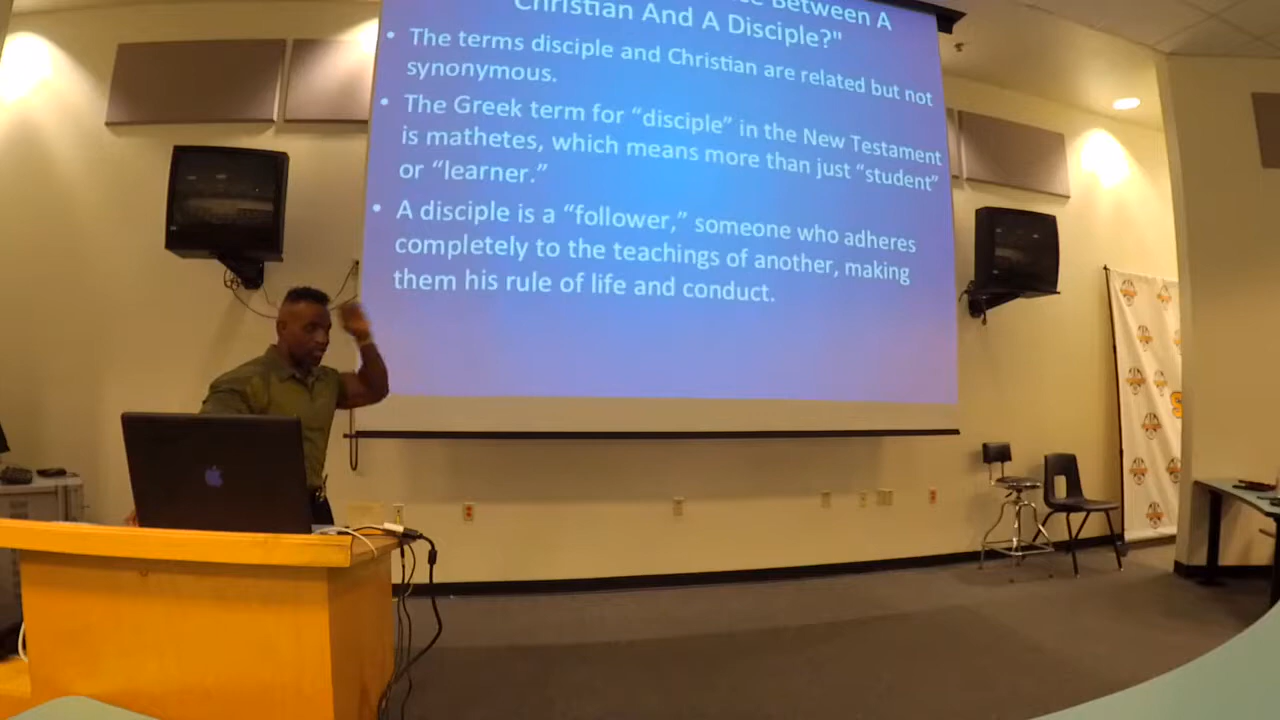 Between A
Christian And A Disciple?"
• The terms disciple and Christian are related but not
synonymous.
• The Greek term for “disciple” in the New Testament
is mathetes, which means more than just “student”
or “learner.”
• A disciple is a “follower,” someone who adheres
completely to the teachings of another, making
them his rule of life and conduct.